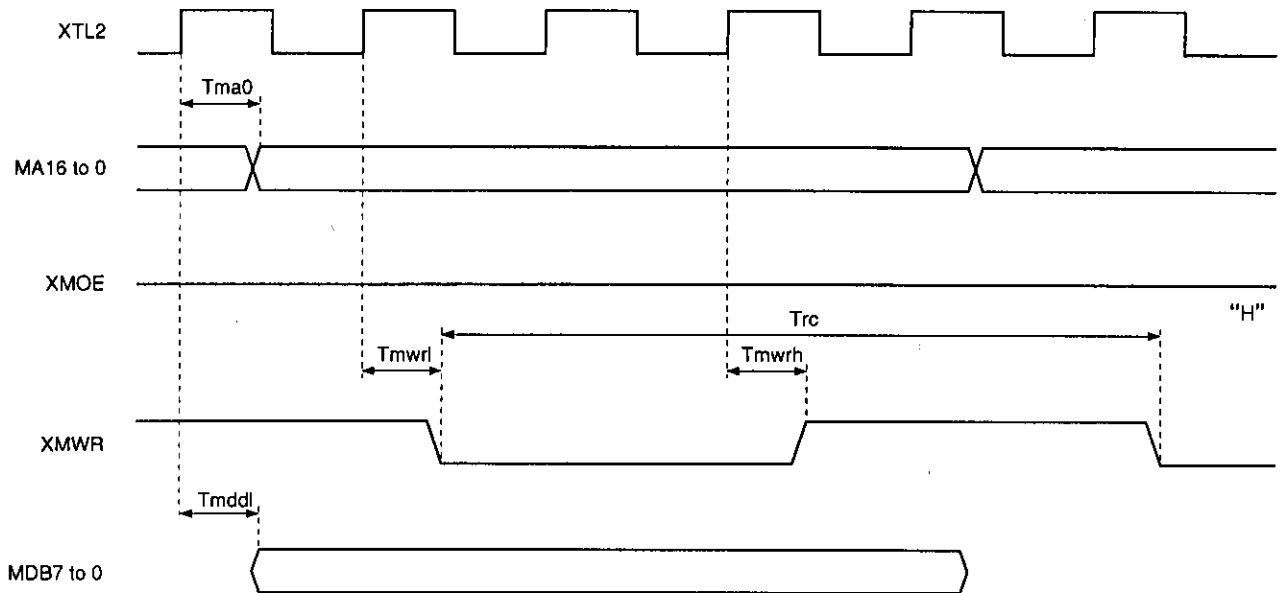 XTL2
Tma0
MA16 to 0
XMOE
"H"
Trc
Tmwrl
Tmwrh
XMWR
Tmddl
MDB7 to 0